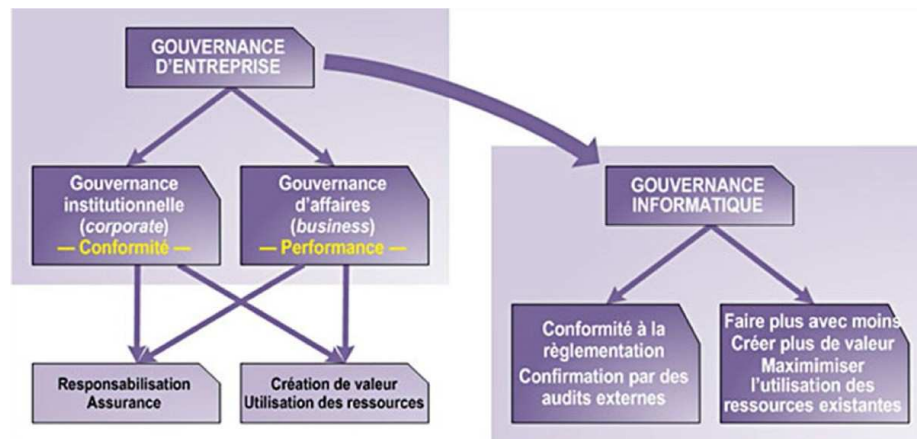 GOUVERNANCE
D'ENTREPRISE
Gouvernance
institutionnelle
(corporate)
— Conformité —
Gouvernance
d'affaires
(business)
— Performance —
Responsabilisation
Assurance
Création de valeur
Utilisation des ressources
GOUVERNANCE
INFORMATIQUE
Conformité à la
règlementation
Confirmation par des
audits externes
Faire plus avec moins
Créer plus de valeur
Maximimiser
l'utilisation des
ressources existantes